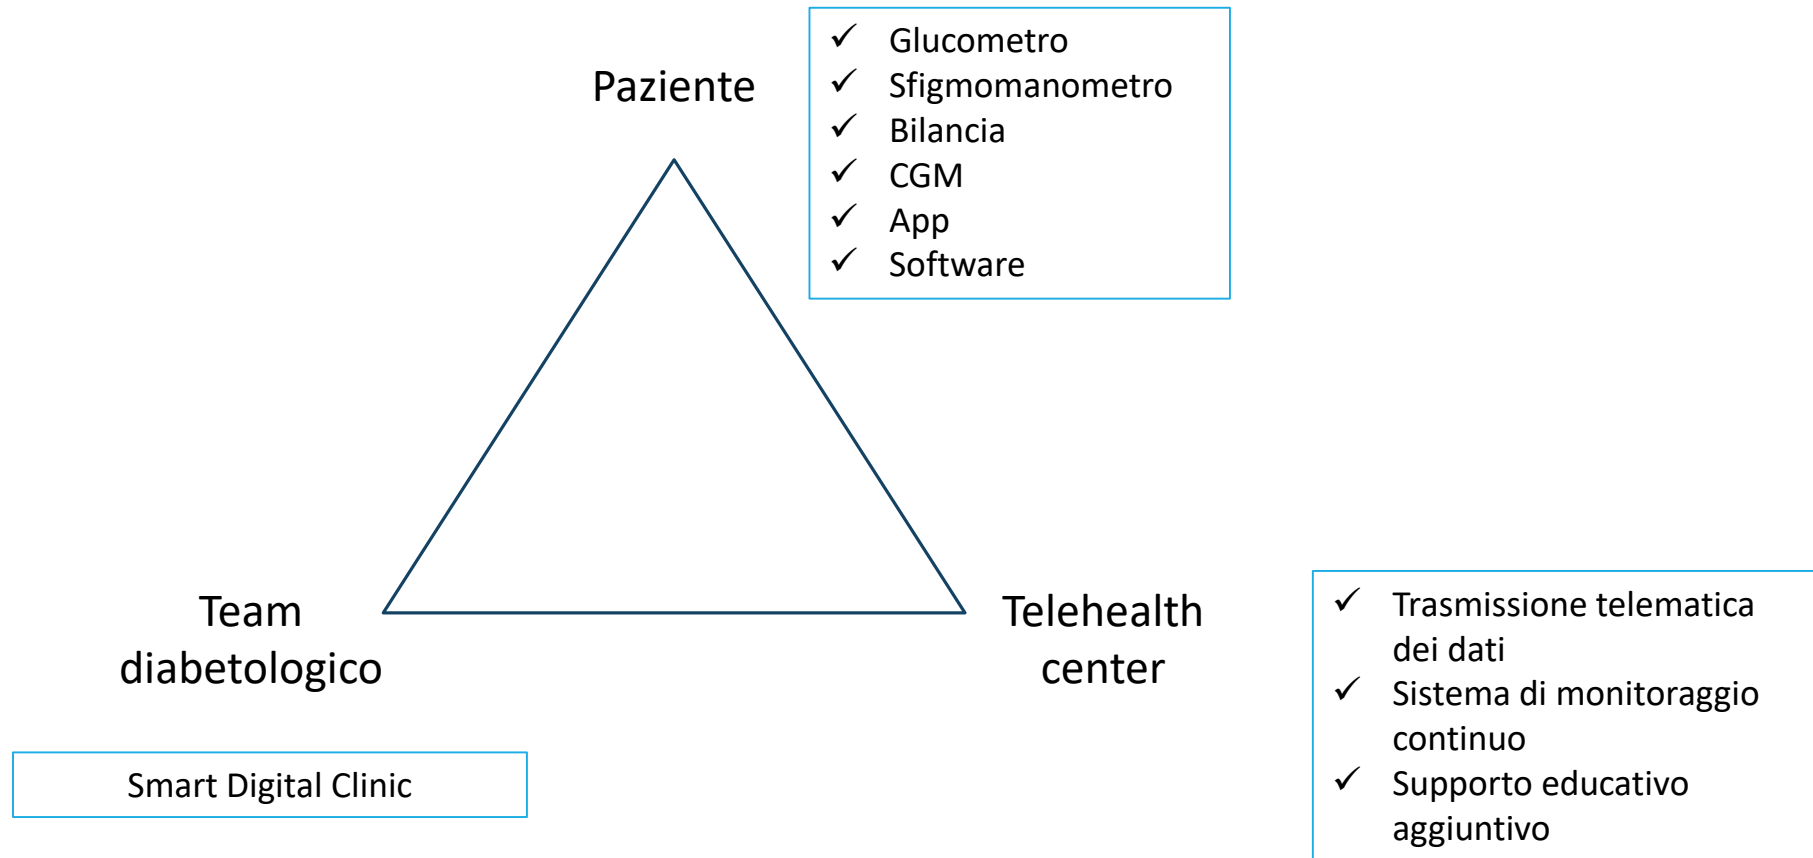 Paziente
✓ Glucometro
✓ Sfigmomanometro
✓ Bilancia
✓ CGM
✓ App
✓ Software
Team
diabetologico
Smart Digital Clinic
Telehealth
center
✓ Trasmissione telematica
dei dati
✓ Sistema di monitoraggio
continuo
✓ Supporto educativo
aggiuntivo